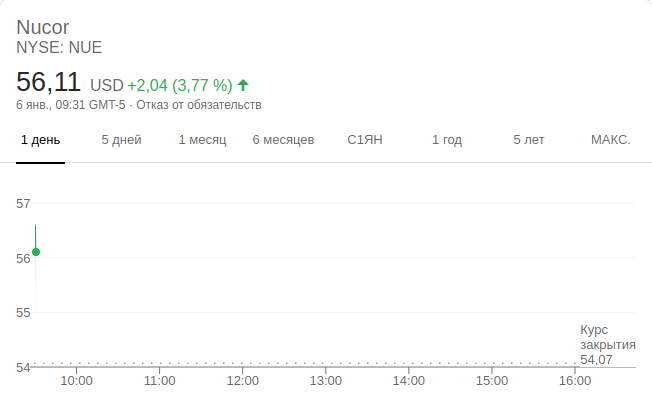 Nucor
NYSE: NUE
56,11 USD +2,04 (3,77 %)
6 янв., 09:31 GMT-5 · Отказ от обязательств
1 день 5 дней 1 месяц 6 месяцев С1ЯН 1 год 5 лет МАКС.
57
56
55
Курс
закрытия
54,07
54
10:00 11:00 12:00 13:00 14:00 15:00 16:00